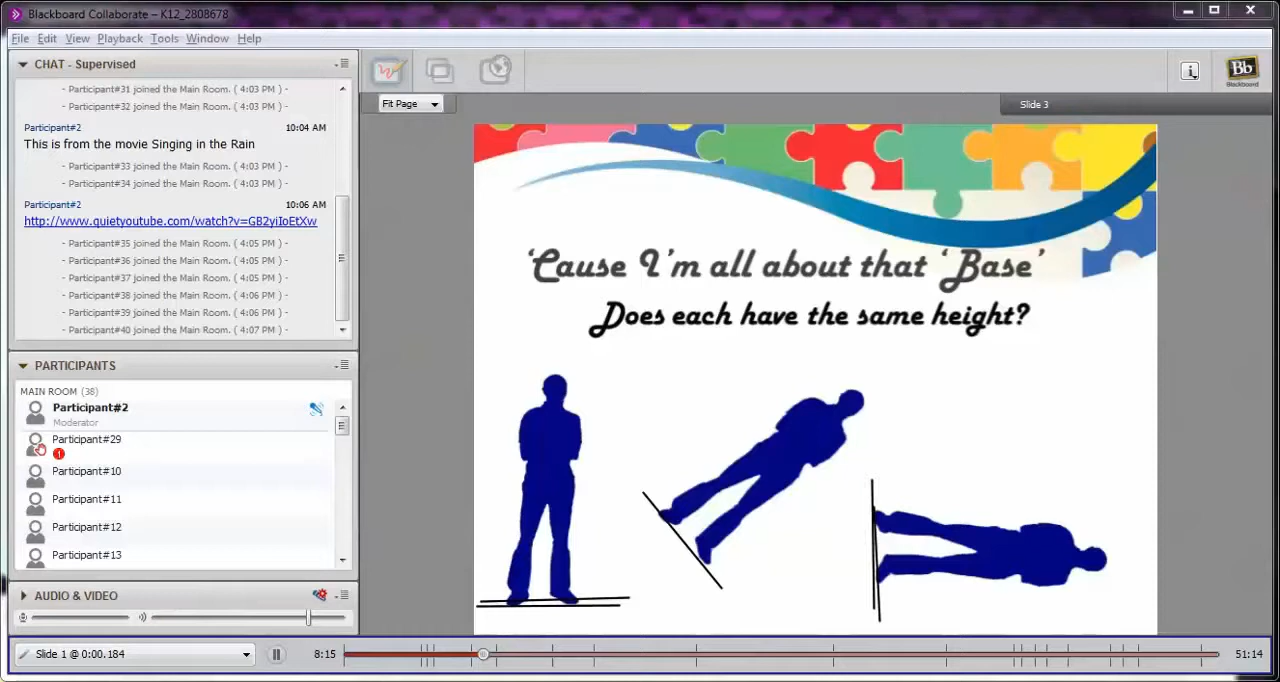 Blackboard Collaborate – K12_2808678
File Edit View Playback Tools Window Help
CHAT - Supervised
- Participant#31 joined the Main Room. ( 4:03 PM ) -
- Participant#32 joined the Main Room. ( 4:03 PM ) -
Participant#2 10:04 AM
This is from the movie Singing in the Rain
- Participant#33 joined the Main Room. ( 4:03 PM ) -
- Participant#34 joined the Main Room. ( 4:03 PM ) -
Participant#2 10:06 AM
http://www.quietyoutube.com/watch?v=GB2yiIoEtXw
- Participant#35 joined the Main Room. ( 4:05 PM ) -
- Participant#36 joined the Main Room. ( 4:05 PM ) -
- Participant#37 joined the Main Room. ( 4:05 PM ) -
- Participant#38 joined the Main Room. ( 4:06 PM ) -
- Participant#39 joined the Main Room. ( 4:06 PM ) -
- Participant#40 joined the Main Room. ( 4:07 PM ) -
PARTICIPANTS
MAIN ROOM (38)
Participant#2
Moderator
Participant#29
1
Participant#10
Participant#11
Participant#12
Participant#13
AUDIO & VIDEO
Slide 1 @ 0:00.184
8:15
51:14
Fit Page
Slide 3
Bb
Blackboard
‘Cause I’m all about that ‘Base’
Does each have the same height?